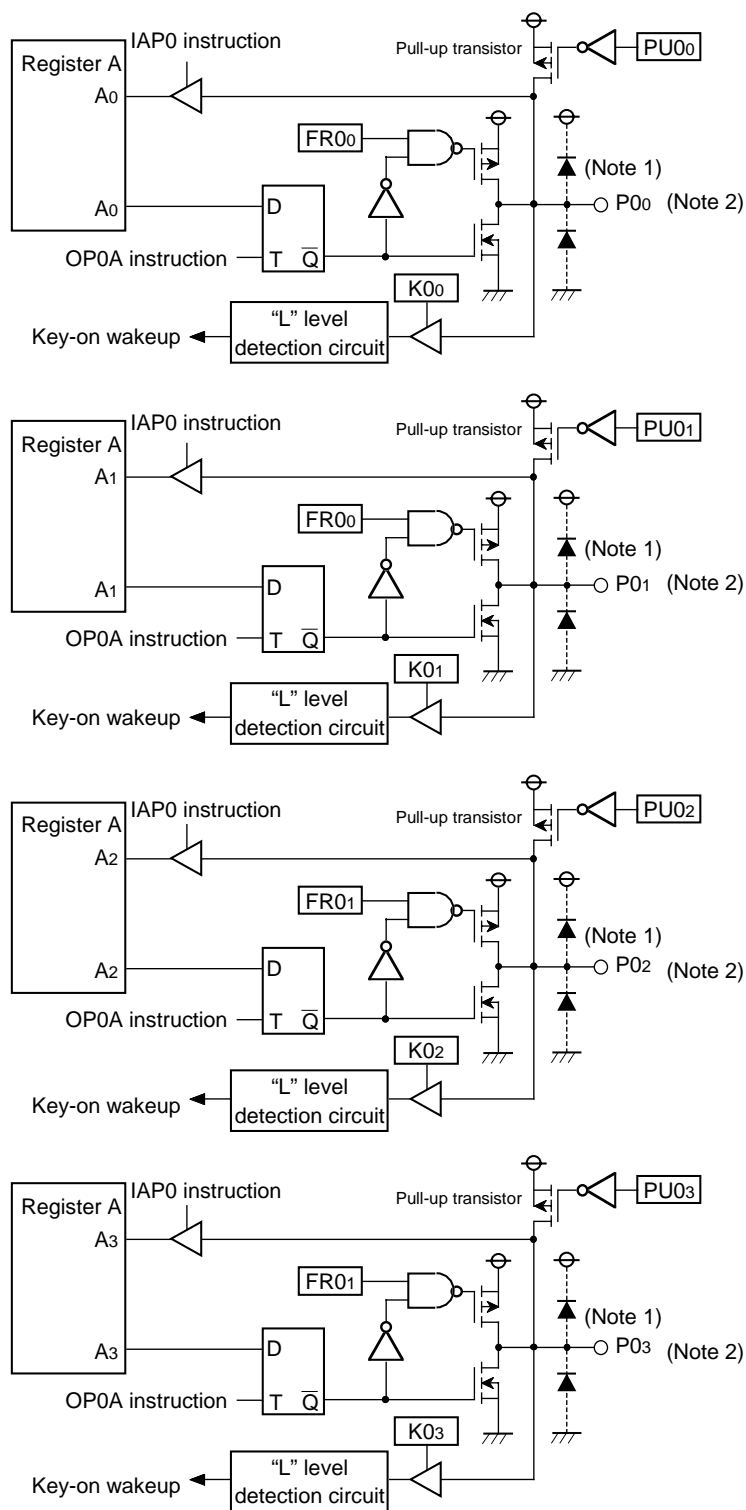 IAP0 instruction
Pull-up transistor
PU00
Register A
A0
FR00
(Note 1)
A0
D
P00 (Note 2)
OP0A instruction
T Q̅
K00
Key-on wakeup
“L” level
detection circuit
IAP0 instruction
Pull-up transistor
PU01
Register A
A1
FR00
(Note 1)
A1
D
P01 (Note 2)
OP0A instruction
T Q̅
K01
Key-on wakeup
“L” level
detection circuit
IAP0 instruction
Pull-up transistor
PU02
Register A
A2
FR01
(Note 1)
A2
D
P02 (Note 2)
OP0A instruction
T Q̅
K02
Key-on wakeup
“L” level
detection circuit
IAP0 instruction
Pull-up transistor
PU03
Register A
A3
FR01
(Note 1)
A3
D
P03 (Note 2)
OP0A instruction
T Q̅
K03
Key-on wakeup
“L” level
detection circuit